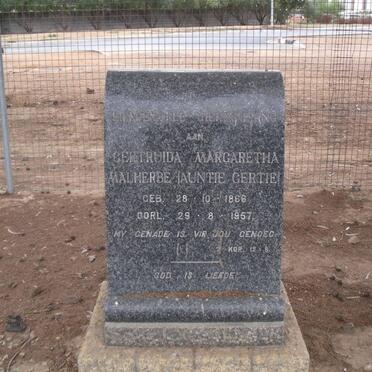 AAN
GERTRUIDA MARGARETHA
MALHERBE (AUNTIE GERTIE)
GEB. 28 · 10 · 1866
OORL. 29 · 8 · 1957.
MY GENADE IS VIR JOU GENOEG
KOR. 12 · 9
GOD IS LIEFDE.